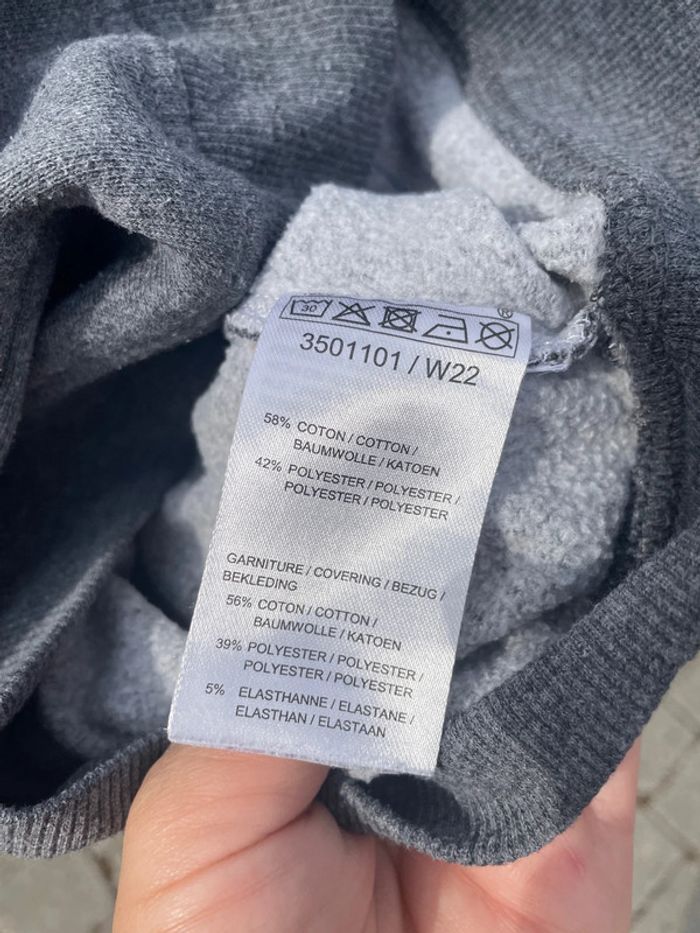 30
®
3501101 / W22
58% COTON / COTTON /
BAUMWOLLE / KATOEN
42% POLYESTER / POLYESTER /
POLYESTER / POLYESTER
GARNITURE / COVERING / BEZUG /
BEKLEDING
56% COTON / COTTON /
BAUMWOLLE / KATOEN
39% POLYESTER / POLYESTER /
POLYESTER / POLYESTER
5% ELASTHANNE / ELASTANE /
ELASTHAN / ELASTAAN